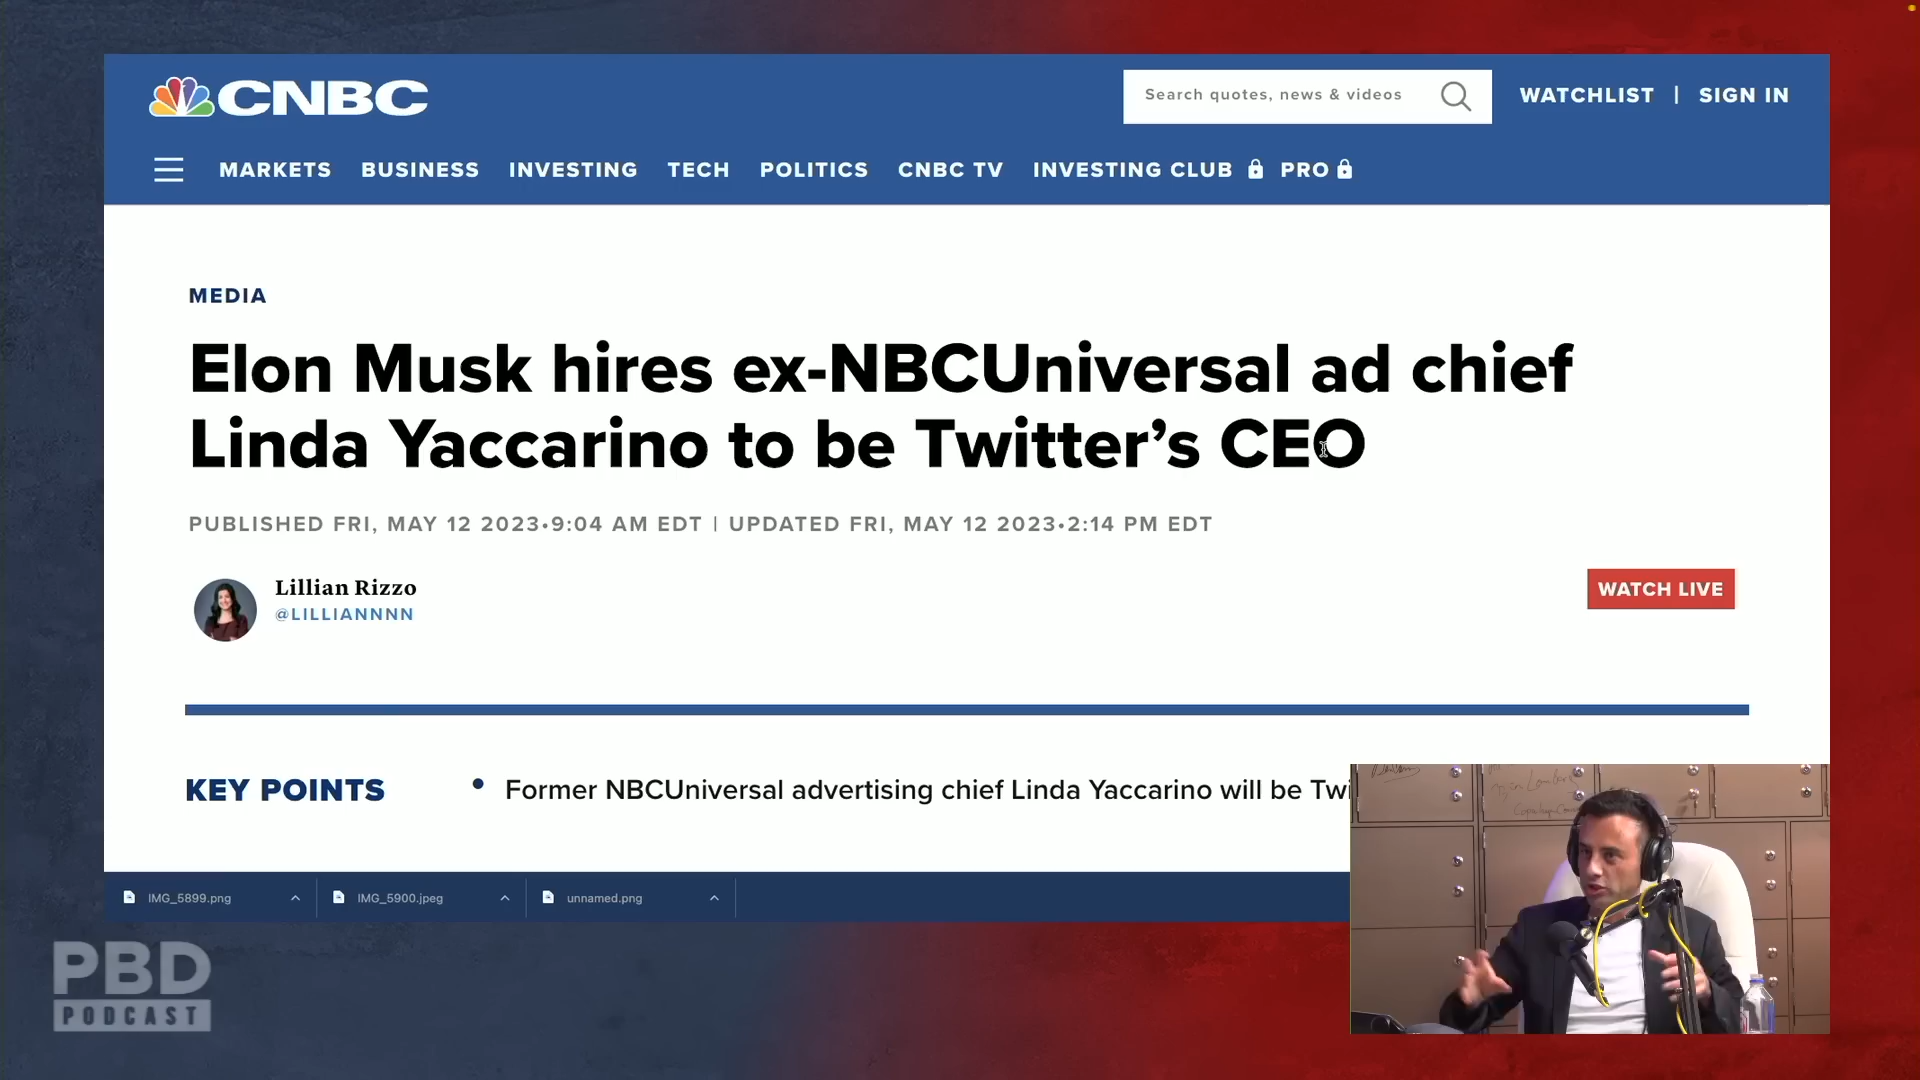 CNBC
Search quotes, news & videos
WATCHLIST | SIGN IN
MARKETS BUSINESS INVESTING TECH POLITICS CNBC TV INVESTING CLUB PRO
MEDIA
Elon Musk hires ex-NBCUniversal ad chief
Linda Yaccarino to be Twitter’s CEO
PUBLISHED FRI, MAY 12 2023•9:04 AM EDT | UPDATED FRI, MAY 12 2023•2:14 PM EDT
Lillian Rizzo
@LILLIANNNN
WATCH LIVE
KEY POINTS
• Former NBCUniversal advertising chief Linda Yaccarino will be Twi
IMG_5899.png
IMG_5900.jpeg
unnamed.png
PBD
PODCAST